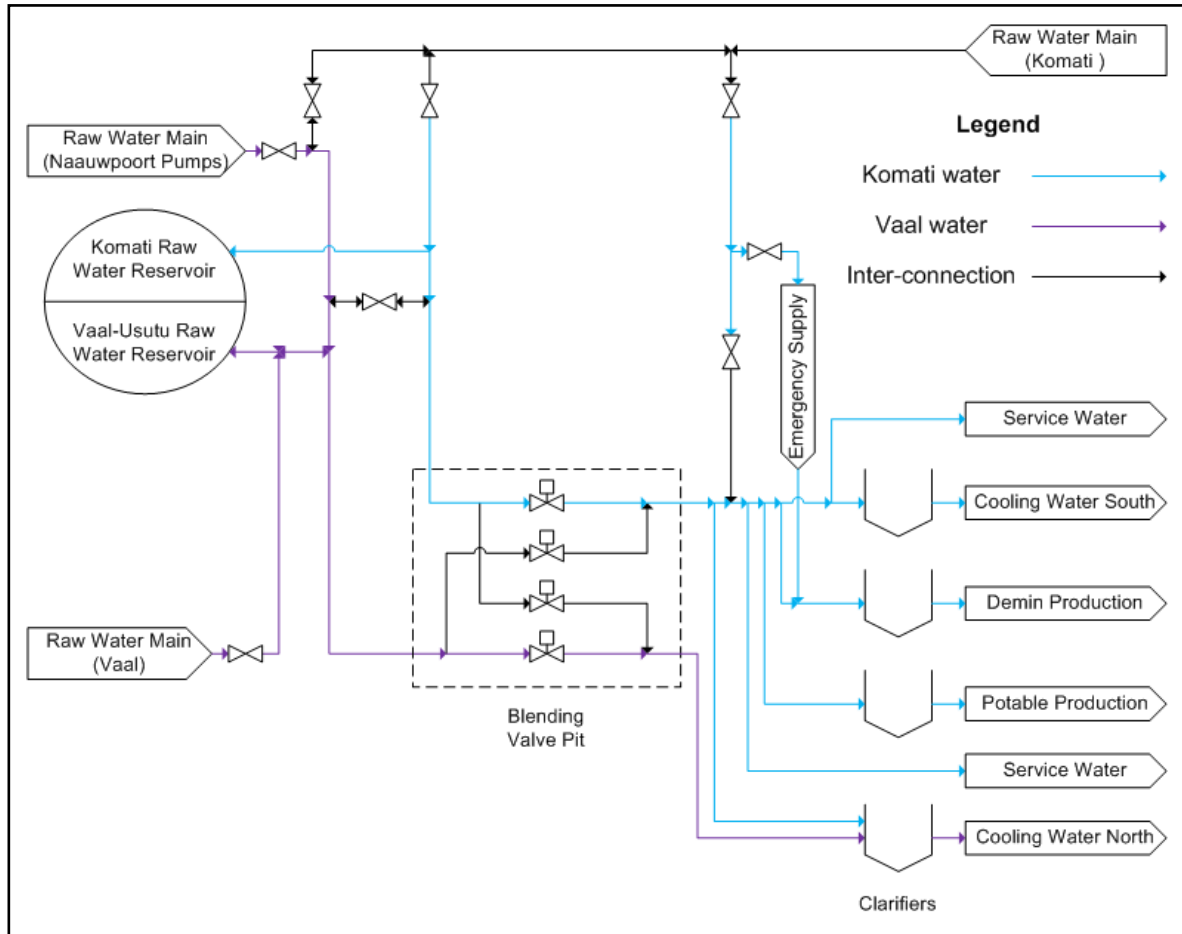 Raw Water Main
(Komati )
Raw Water Main
(Naauwpoort Pumps)
Legend
Komati water
Vaal water
Inter-connection
Komati Raw
Water Reservoir
Vaal-Usutu Raw
Water Reservoir
Emergency Supply
Service Water
Cooling Water South
Demin Production
Raw Water Main
(Vaal)
Potable Production
Blending
Valve Pit
Service Water
Cooling Water North
Clarifiers